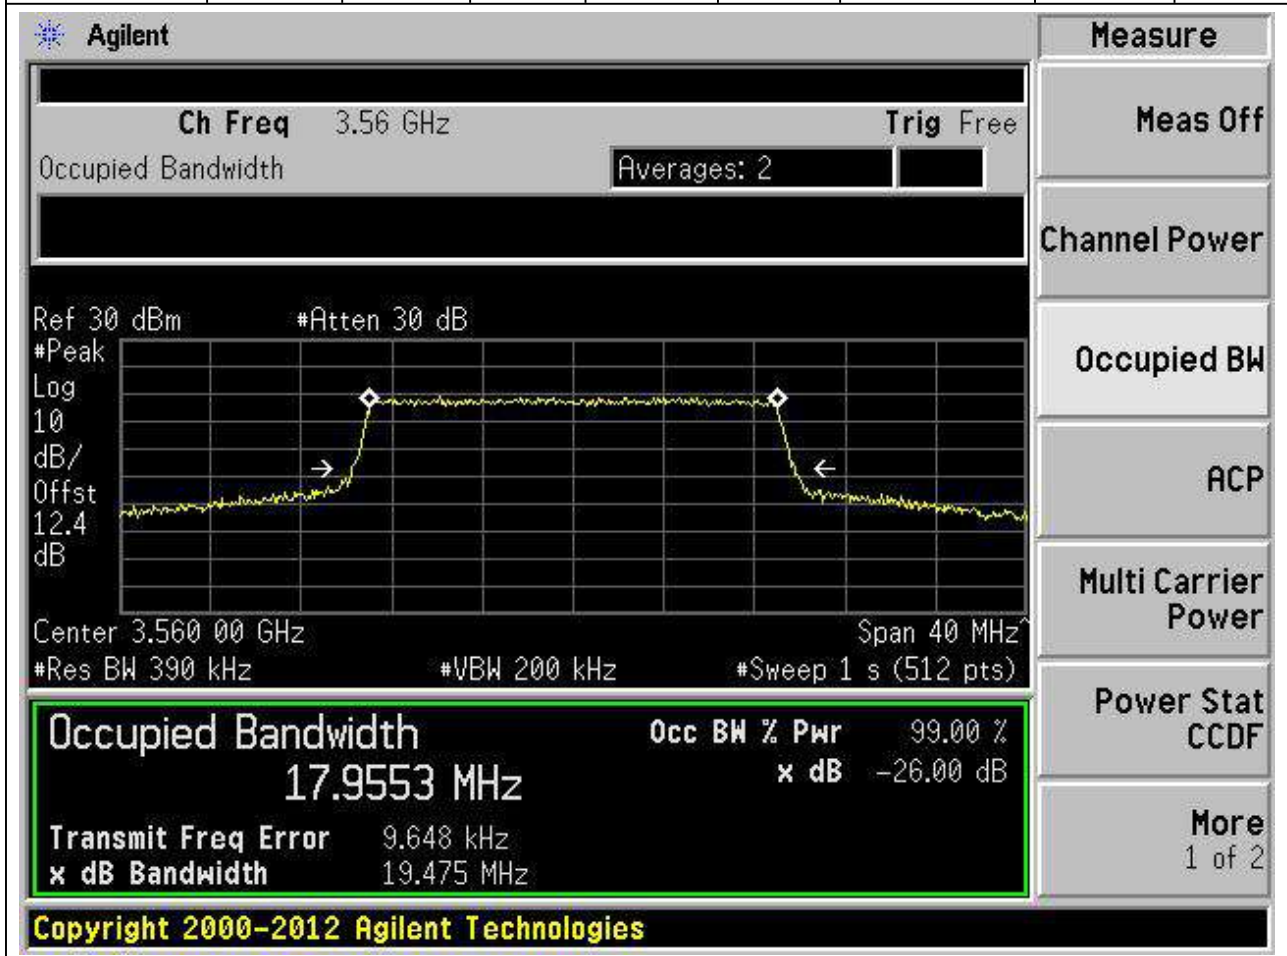 Agilent
Measure
Ch Freq 3.56 GHz Trig Free
Meas Off
Occupied Bandwidth Averages: 2
Channel Power
Ref 30 dBm #Atten 30 dB
#Peak
Log
10
dB/
Offst
12.4
dB
Occupied BW
ACP
Center 3.560 00 GHz Span 40 MHz^
#Res BW 390 kHz #VBW 200 kHz #Sweep 1 s (512 pts)
Multi Carrier
Power
Occupied Bandwidth Occ BW % Pwr 99.00 %
17.9553 MHz x dB -26.00 dB
Power Stat
CCDF
Transmit Freq Error 9.648 kHz
x dB Bandwidth 19.475 MHz
More
1 of 2
Copyright 2000-2012 Agilent Technologies